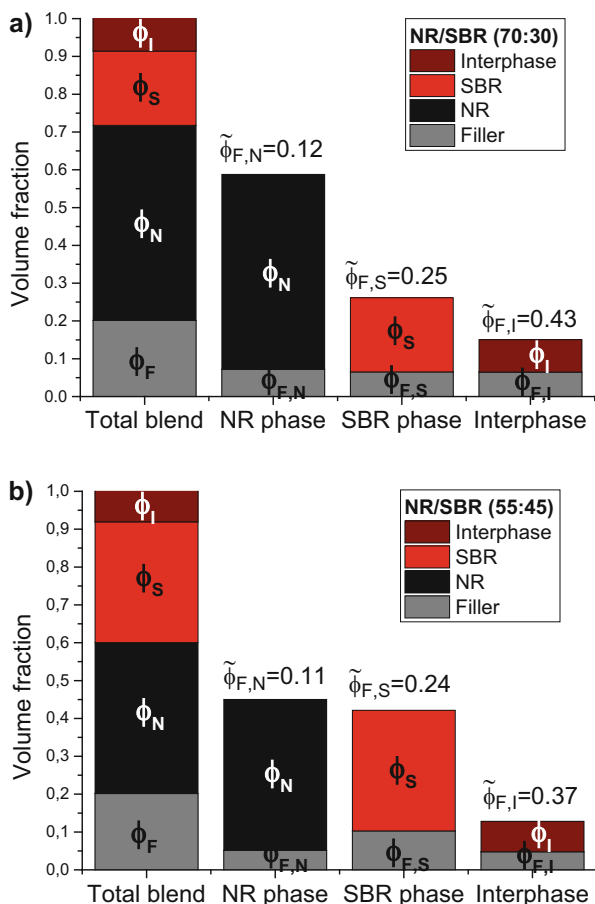 a)
Volume fraction
1.0
0.9
0.8
0.7
0.6
0.5
0.4
0.3
0.2
0.1
0.0
NR/SBR (70:30)
Interphase
SBR
NR
Filler
ϕI
ϕS
ϕN
ϕF
ϕ̃F,N=0.12
ϕN
ϕF,N
ϕ̃F,S=0.25
ϕS
ϕF,S
ϕ̃F,I=0.43
ϕI
ϕF,I
Total blend NR phase SBR phase Interphase
b)
Volume fraction
1,0
0,9
0,8
0,7
0,6
0,5
0,4
0,3
0,2
0,1
0,0
NR/SBR (55:45)
Interphase
SBR
NR
Filler
ϕI
ϕS
ϕN
ϕF
ϕ̃F,N=0.11
ϕN
ϕF,N
ϕ̃F,S=0.24
ϕS
ϕF,S
ϕ̃F,I=0.37
ϕI
ϕF,I
Total blend NR phase SBR phase Interphase